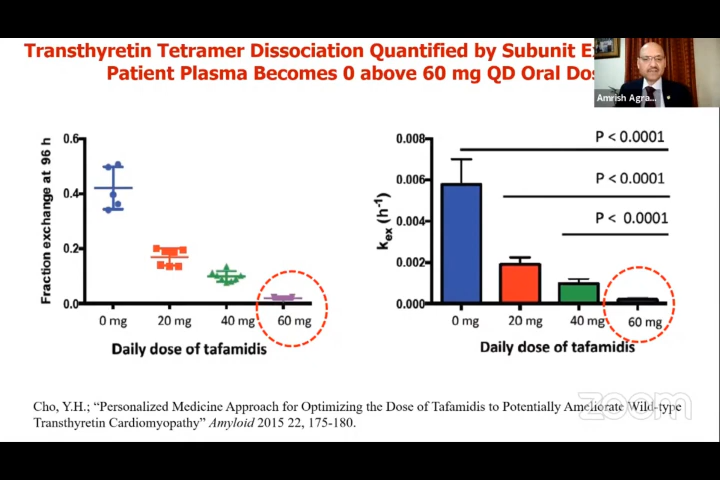 Transthyretin Tetramer Dissociation Quantified by Subunit
Patient Plasma Becomes 0 above 60 mg QD Oral
Amrish Agra...
Fraction exchange at 96 h
0.6
0.4
0.2
0.0
0 mg
20 mg
40 mg
60 mg
Daily dose of tafamidis
kex (h-1)
0.008
0.006
0.004
0.002
0.000
P < 0.0001
P < 0.0001
P < 0.0001
0 mg
20 mg
40 mg
60 mg
Daily dose of tafamidis
zoom
Cho, Y.H.; “Personalized Medicine Approach for Optimizing the Dose of Tafamidis to Potentially Ameliorate Wild-type
Transthyretin Cardiomyopathy” Amyloid 2015 22, 175-180.